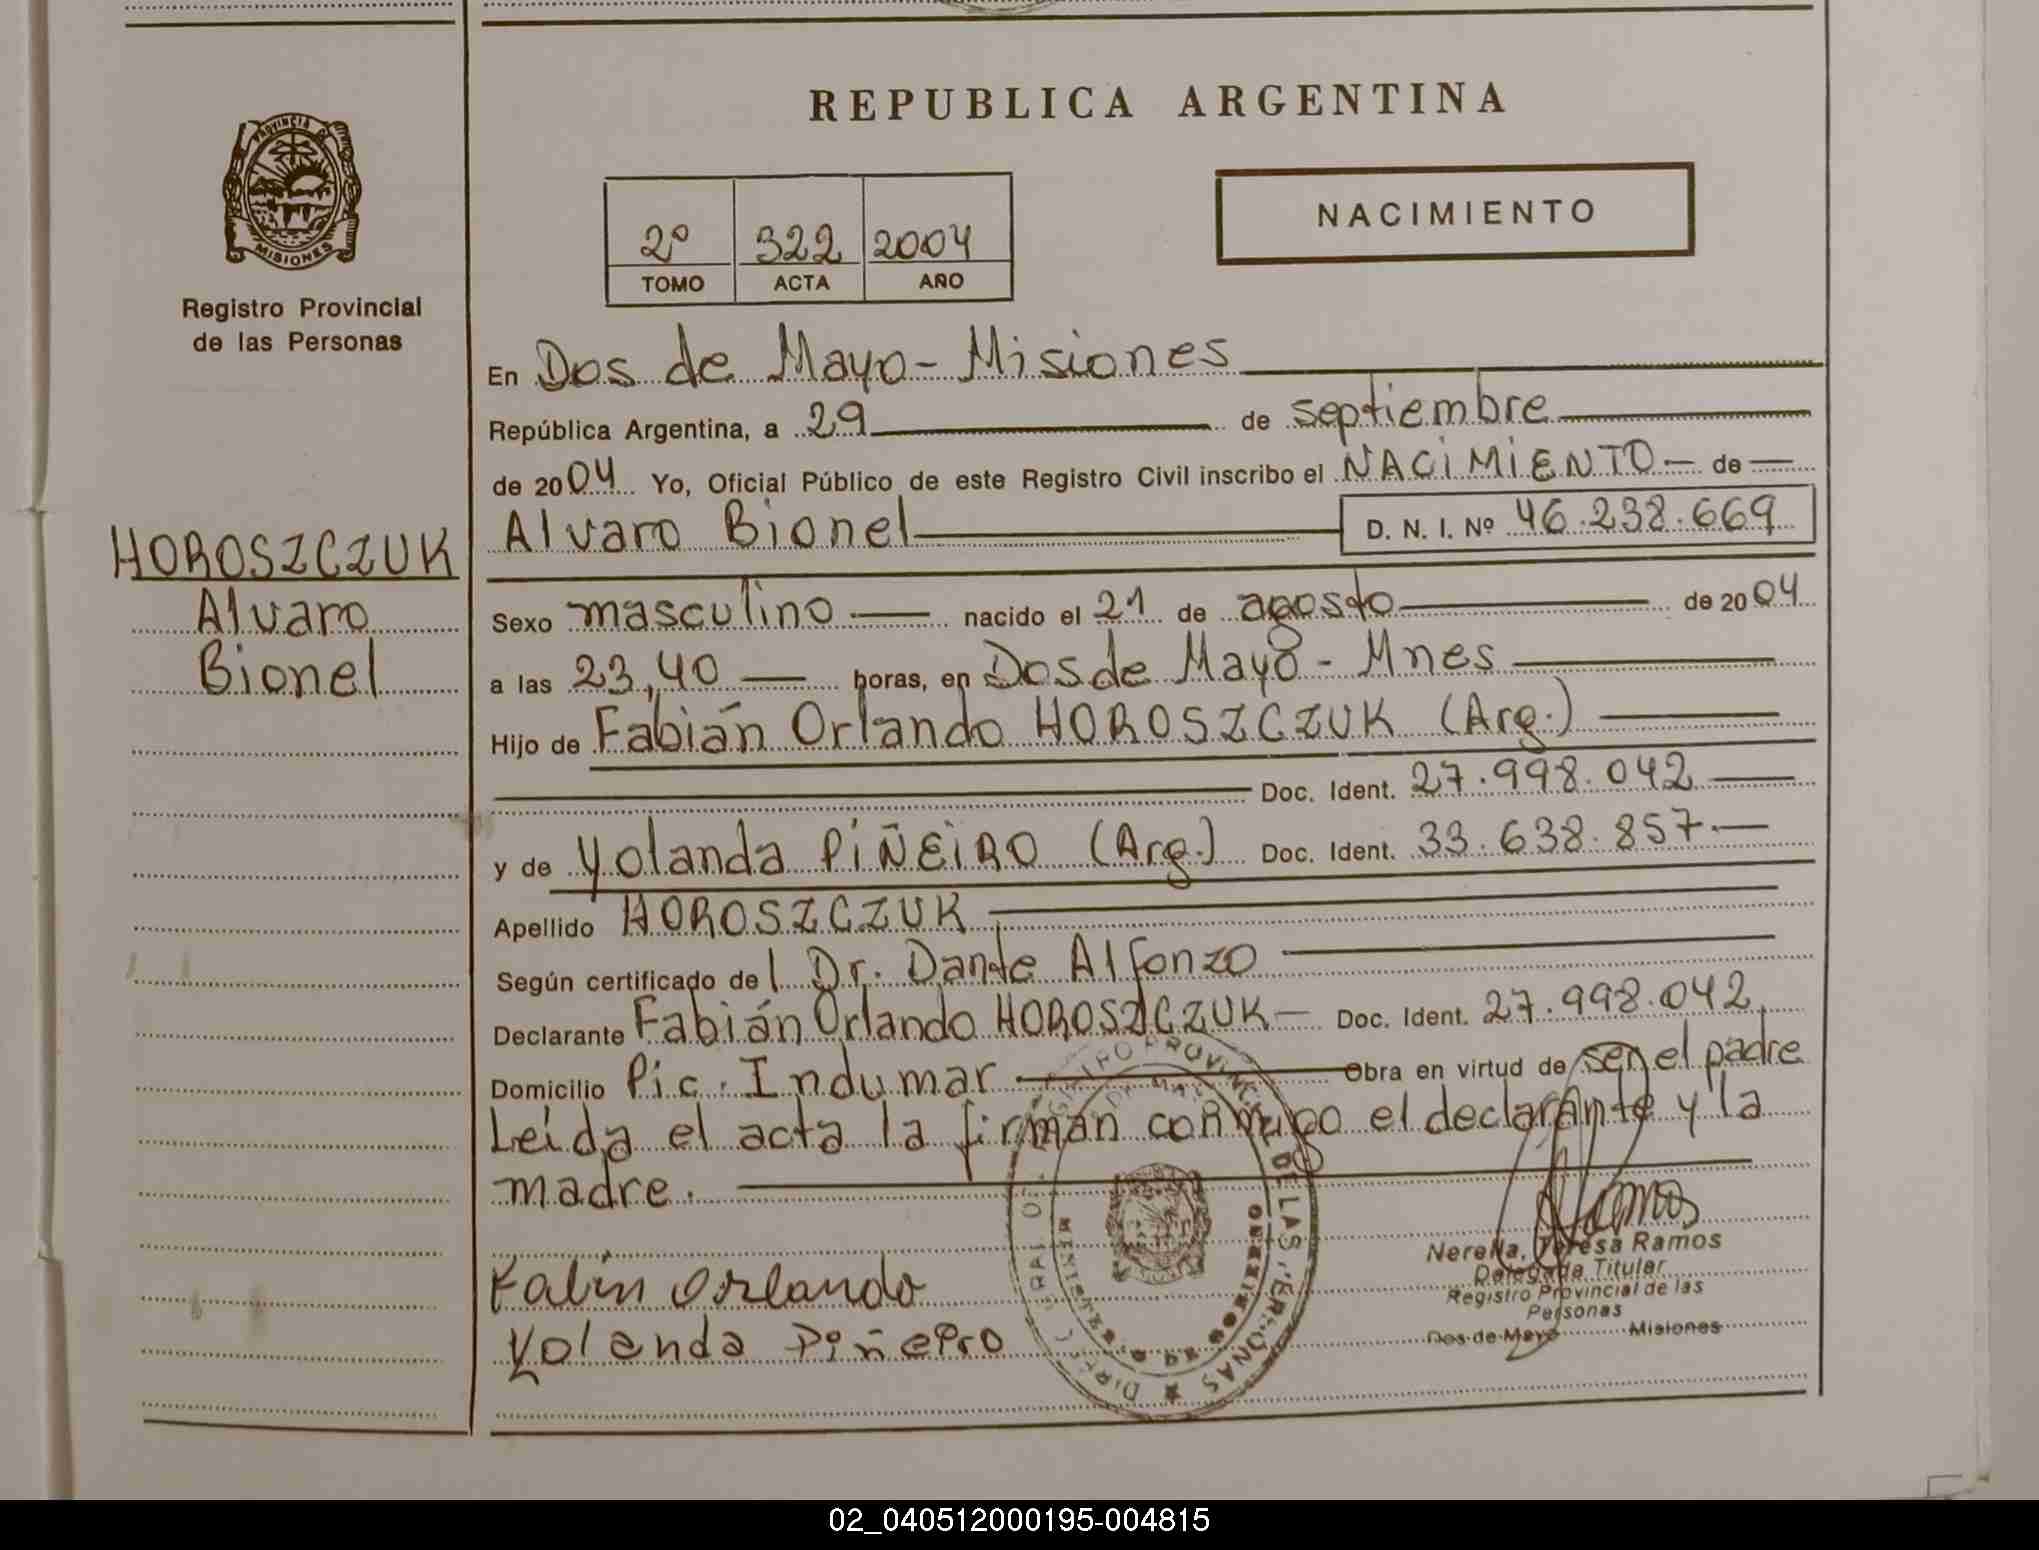 REPUBLICA ARGENTINA
PROVINCIA DE MISIONES
Registro Provincial
de las Personas
NACIMIENTO
2º 322 2004
TOMO ACTA AÑO
En Dos de Mayo - Misiones
República Argentina, a 29 de septiembre
de 2004 Yo, Oficial Público de este Registro Civil inscribo el NACIMIENTO - de
Alvaro Bionel D. N. I. Nº 46.238.669
HOROSZCZUK
Alvaro
Bionel
Sexo masculino nacido el 21 de agosto de 2004
a las 23,40 horas, en Dos de Mayo - Mnes
Hijo de Fabián Orlando HOROSZCZUK (Arg.)
Doc. Ident. 27.998.042
y de Yolanda PIÑEIRO (Arg.) Doc. Ident. 33.638.857.
Apellido HOROSZCZUK
Según certificado del Dr. Dante Alfonzo
Declarante Fabián Orlando HOROSZCZUK - Doc. Ident. 27.998.042
Domicilio Pic. Indumar Obra en virtud de ser el padre
Leída el acta la firman conmigo el declarante y la
madre.
Orlando
Yolanda
Ramos
Teresa Ramos
Delegada Titular
Registro Provincial de las
Personas
Dos de Mayo Misiones
02_040512000195-004815